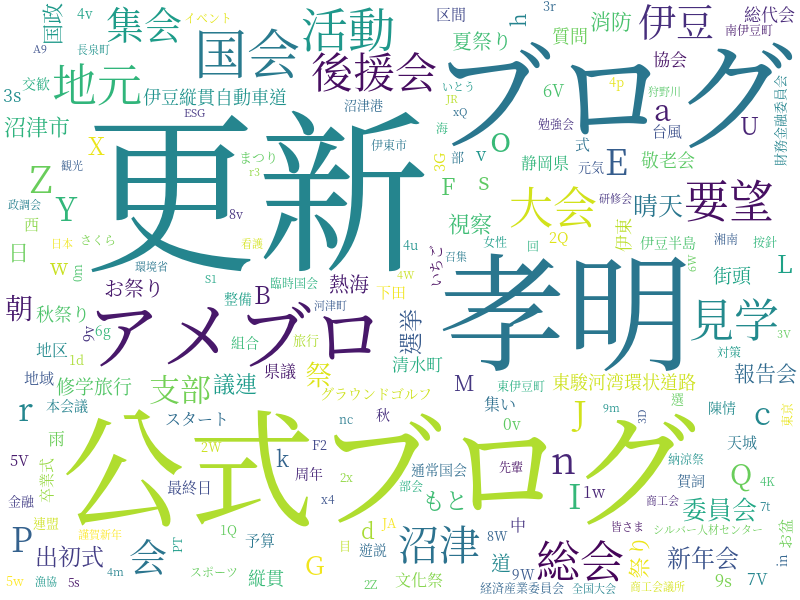 国政
4v
イベント
集会
国会
活動
区間
h
3r
消防
伊豆
総代会
A9
長泉町
後援会
夏祭り
質問
南伊豆町
3s
交歓
地元
伊豆縦貫自動車道
ブログ
協会
沼津港
いとう
JR
xQ
6V
4p
狩野川
a
U
財務金融委員会
沼津市
ESG
X
伊東市
o
勉強会
台風
Z
観光
まつり
r3
海
3G
部
v
式
E
元気
静岡県
敬老会
更新
Y
8v
F
s
大会
研修会
晴天
要望
政調会
西
日
日本
さくら
看護
4u
いちご
視察
伊東
湘南
按針
w
0m
環境省
s1
臨時国会
4W
召集
女性
2Q
回
伊豆半島
6W
お祭り
熱海
下田
街頭
L
朝
秋祭り
9v
6g
整備
B
河津町
選挙
孝明
見学
3V
アメブロ
組合
旅行
地区
1d
県議
祭
清水町
対策
地域
修学旅行
支部
議連
グラウンドゴルフ
M
東伊豆町
東駿河湾環状道路
報告会
r
本会議
スタート
nc
秋
集い
J
9m
3D
選
陳情
c
東京
公式ブログ
雨
2W
k
F2
0v
先輩
天城
5V
卒業式
周年
通常国会
n
納涼祭
金融
最終日
2x
x4
部会
もと
I
1w
賀詞
Q
4K
連盟
謹賀新年
1Q
d
JA
商工会
委員会
7t
P
出初式
会
PT
予算
目
遊説
沼津
8W
中
皆さま
シルバー人材センター
お盆
総会
祭り
新年会
in
5w
漁協
5s
4m
スポーツ
縦貫
G
2Z
文化祭
道
9W
経済産業委員会
全国大会
商工会議所
9s
7V